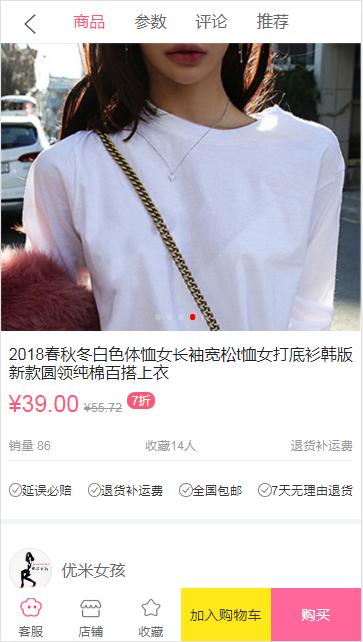 商品 参数 评论 推荐
2018春秋冬白色体恤女长袖宽松t恤女打底衫韩版
新款圆领纯棉百搭上衣
¥39.00 ¥55.72 7折
销量 86 收藏14人 退货补运费
延误必赔 退货补运费 全国包邮 7天无理由退货
优米女孩
客服 店铺 收藏 加入购物车 购买